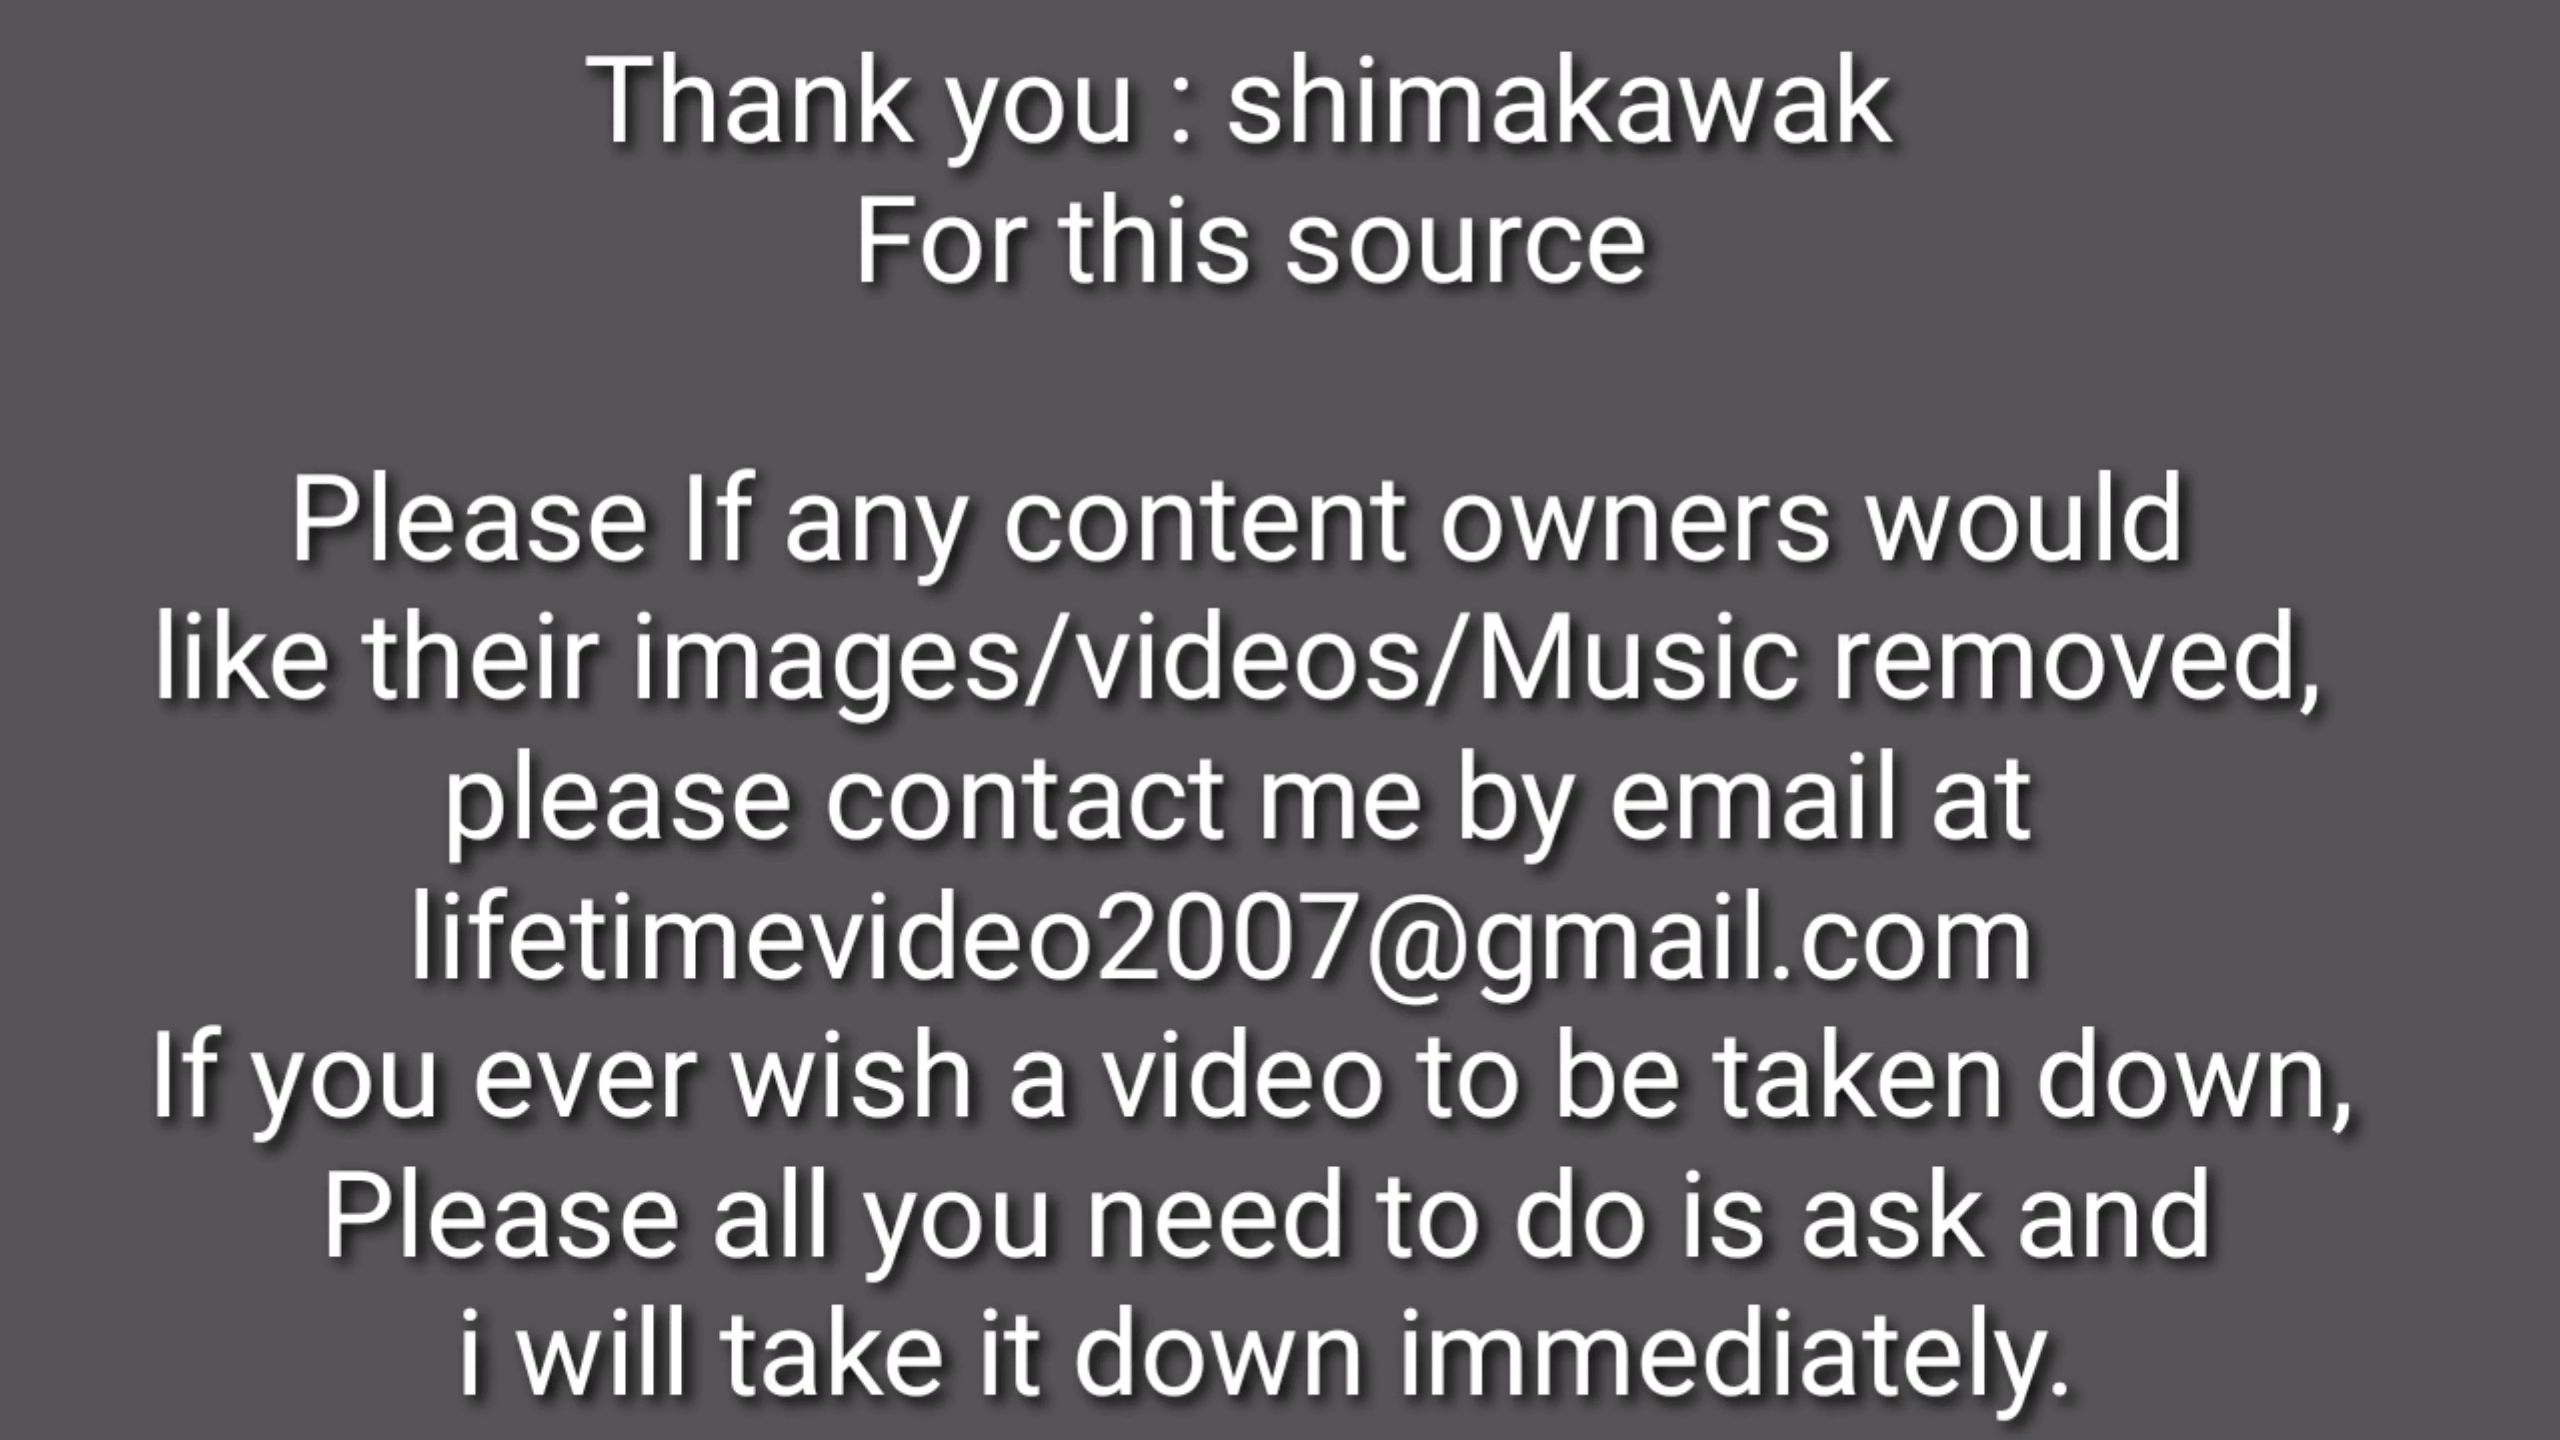 Thank you : shimakawak
For this source
Please If any content owners would
like their images/videos/Music removed,
please contact me by email at
lifetimevideo2007@gmail.com
If you ever wish a video to be taken down,
Please all you need to do is ask and
i will take it down immediately.